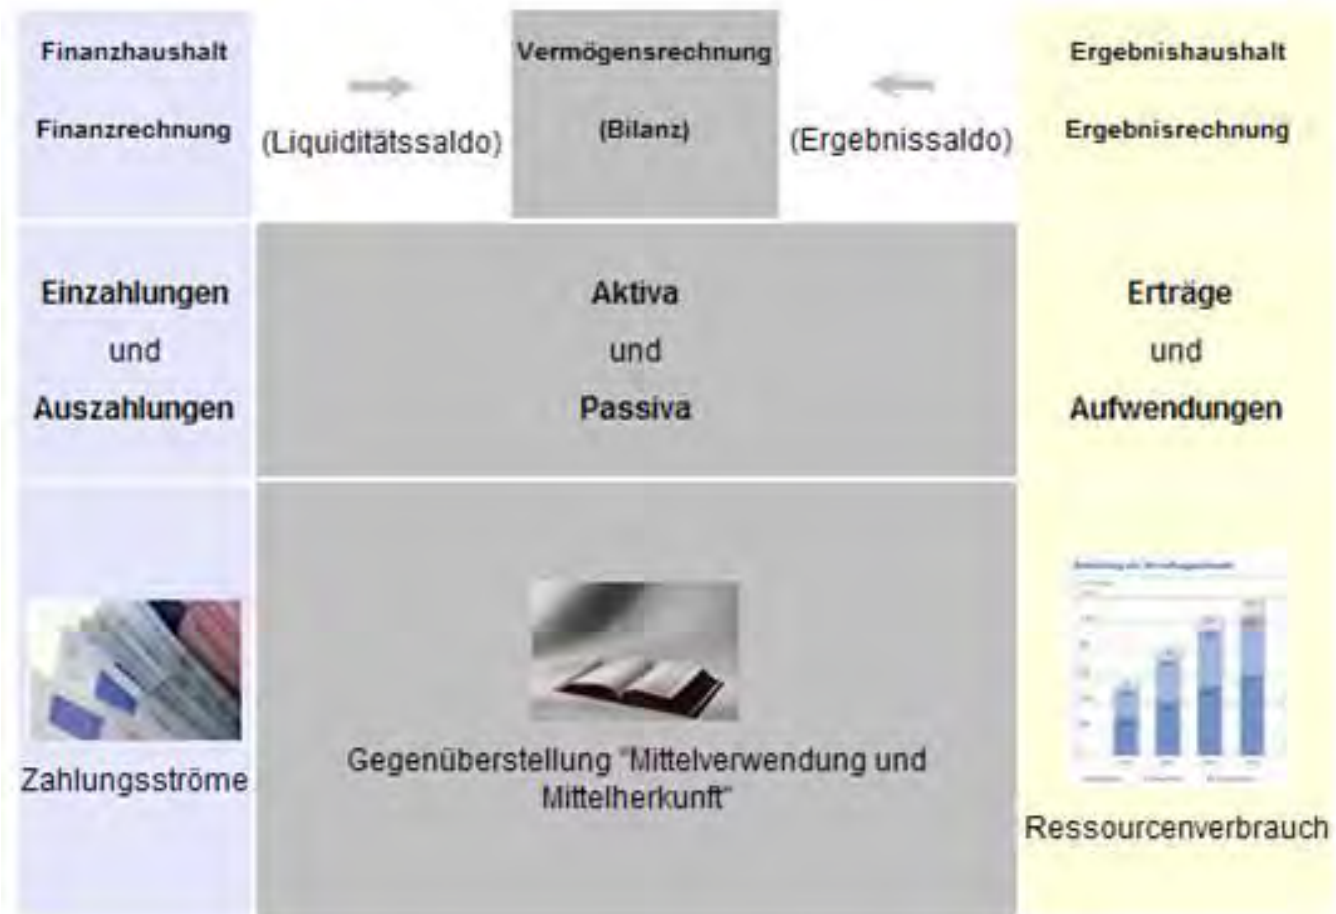 Finanzhaushalt
Finanzrechnung
(Liquiditätssaldo)
Vermögensrechnung
(Bilanz)
(Ergebnissaldo)
Ergebnishaushalt
Ergebnisrechnung
Einzahlungen
und
Auszahlungen
Aktiva
und
Passiva
Erträge
und
Aufwendungen
Zahlungsströme
Gegenüberstellung "Mittelverwendung und
Mittelherkunft"
Ressourcenverbrauch